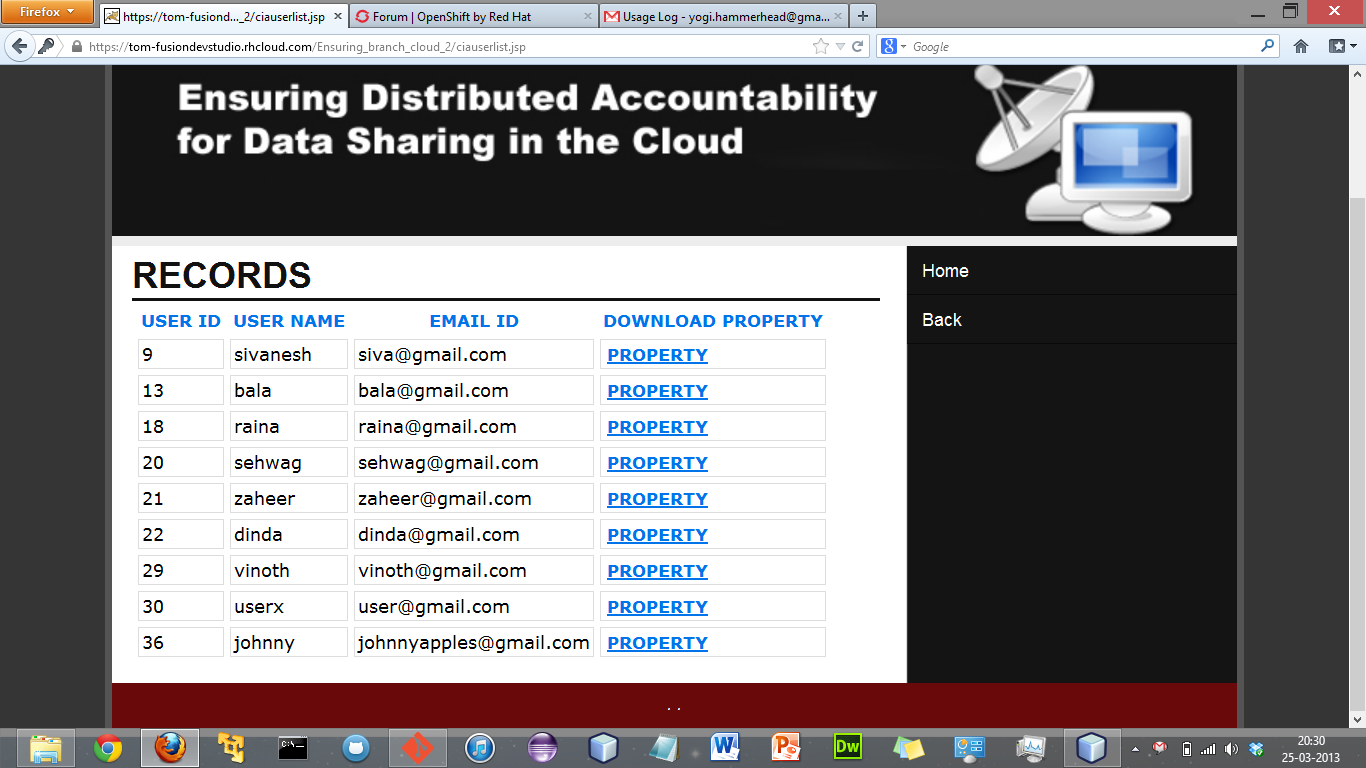 Firefox
https://tom-fusiond..._2/ciauserlist.jsp
Forum | OpenShift by Red Hat
Usage Log - yogi.hammerhead@gma...
https://tom-fusiondevstudio.rhcloud.com/Ensuring_branch_cloud_2/ciauserlist.jsp
Google
Ensuring Distributed Accountability
for Data Sharing in the Cloud
RECORDS
Home
Back
USER ID USER NAME EMAIL ID DOWNLOAD PROPERTY
9 sivanesh siva@gmail.com PROPERTY
13 bala bala@gmail.com PROPERTY
18 raina raina@gmail.com PROPERTY
20 sehwag sehwag@gmail.com PROPERTY
21 zaheer zaheer@gmail.com PROPERTY
22 dinda dinda@gmail.com PROPERTY
29 vinoth vinoth@gmail.com PROPERTY
30 userx user@gmail.com PROPERTY
36 johnny johnnyapples@gmail.com PROPERTY
. .
20:30
25-03-2013